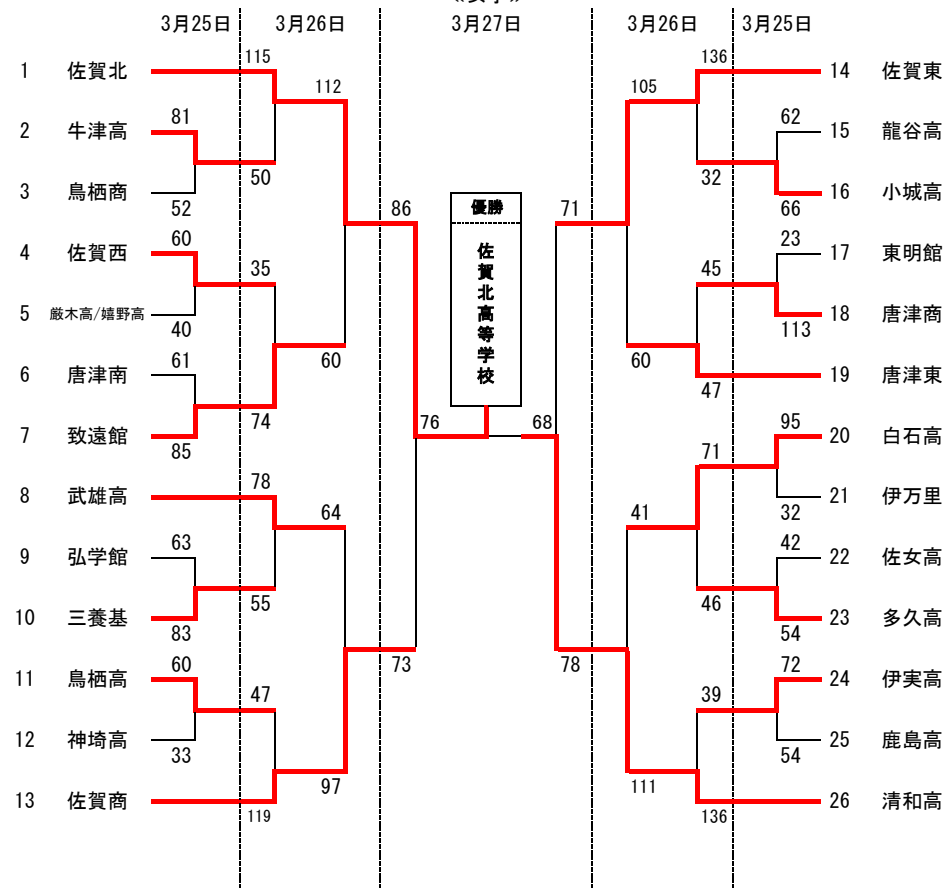 3月25日 3月26日 3月27日 3月26日 3月25日
115 136
1 佐賀北 112 105 14 佐賀東
81 62
2 牛津高 15 龍谷高
50 32
3 鳥栖商 16 小城高
52 86 優勝 71 66
60 23
4 佐賀西 17 東明館
35 45
5 厳木高/嬉野高 18 唐津商
40 113
61 60 60
6 唐津南 19 唐津東
74 47
76 68 95
7 致遠館 20 白石高
85 71
78
8 武雄高 21 伊万里
64 41 32
63 42
9 弘学館 22 佐女高
55 46
10 三養基 23 多久高
83 54
60 73 78 72
11 鳥栖高 24 伊実高
47 39
12 神埼高 25 鹿島高
33 54
97 111
13 佐賀商 26 清和高
119 136
佐賀北高等学校